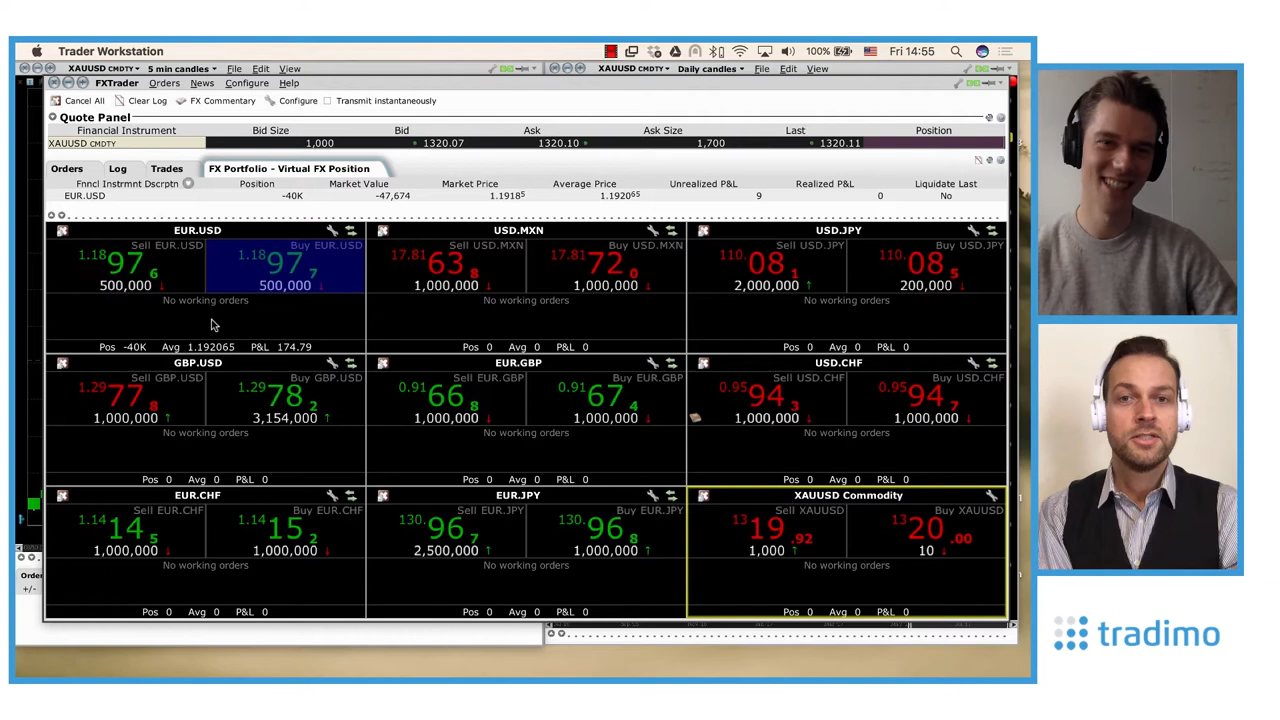 Trader Workstation
100%
Fri 14:55
XAUUSD CMDTY
5 min candles
File
Edit
View
XAUUSD CMDTY
Daily candles
File
Edit
View
FXTrader
Orders
News
Configure
Help
Cancel All
Clear Log
FX Commentary
Configure
Transmit instantaneously
Quote Panel
Financial Instrument Bid Size Bid Ask Ask Size Last Position
XAUUSD CMDTY 1,000 1320.07 1320.10 1,700 1320.11
Orders
Log
Trades
FX Portfolio - Virtual FX Position
Fnncl Instrmnt Dscrptn Position Market Value Market Price Average Price Unrealized P&L Realized P&L Liquidate Last
EUR.USD -40K -47,674 1.19185 1.192065 9 0 No
EUR.USD
Sell EUR.USD
Buy EUR.USD
1.18 97 6
1.18 97 7
500,000 ↓
500,000 ↓
No working orders
Pos -40K Avg 1.192065 P&L 174.79
USD.MXN
Sell USD.MXN
Buy USD.MXN
17.81 63 8
17.81 72 0
1,000,000 ↓
1,000,000 ↓
No working orders
Pos 0 Avg 0 P&L 0
USD.JPY
Sell USD.JPY
Buy USD.JPY
110. 08 1
110. 08 5
2,000,000 ↑
200,000 ↓
No working orders
Pos 0 Avg 0 P&L 0
GBP.USD
Sell GBP.USD
Buy GBP.USD
1.29 77 8
1.29 78 2
1,000,000 ↑
3,154,000 ↑
No working orders
Pos 0 Avg 0 P&L 0
EUR.GBP
Sell EUR.GBP
Buy EUR.GBP
0.91 66 8
0.91 67 4
1,000,000 ↓
1,000,000 ↓
No working orders
Pos 0 Avg 0 P&L 0
USD.CHF
Sell USD.CHF
Buy USD.CHF
0.95 94 3
0.95 94 7
1,000,000 ↓
1,000,000 ↓
No working orders
Pos 0 Avg 0 P&L 0
EUR.CHF
Sell EUR.CHF
Buy EUR.CHF
1.14 14 5
1.14 15 2
1,000,000 ↓
1,000,000 ↓
No working orders
Pos 0 Avg 0 P&L 0
EUR.JPY
Sell EUR.JPY
Buy EUR.JPY
130. 96 7
130. 96 8
2,500,000 ↑
1,000,000 ↑
No working orders
Pos 0 Avg 0 P&L 0
XAUUSD Commodity
Sell XAUUSD
Buy XAUUSD
13 19 .92
13 20 .00
1,000 ↑
10 ↓
No working orders
Pos 0 Avg 0 P&L 0
Order
+/-
tradimo